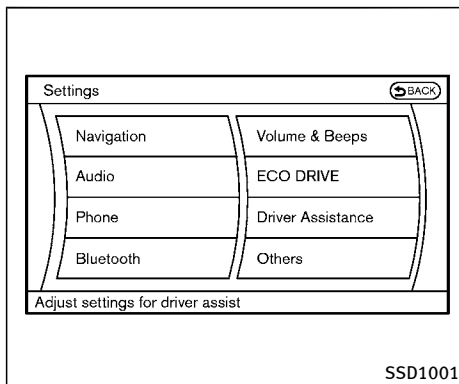 Settings
BACK
Navigation
Audio
Phone
Bluetooth
Volume & Beeps
ECO DRIVE
Driver Assistance
Others
Adjust settings for driver assist
SSD1001